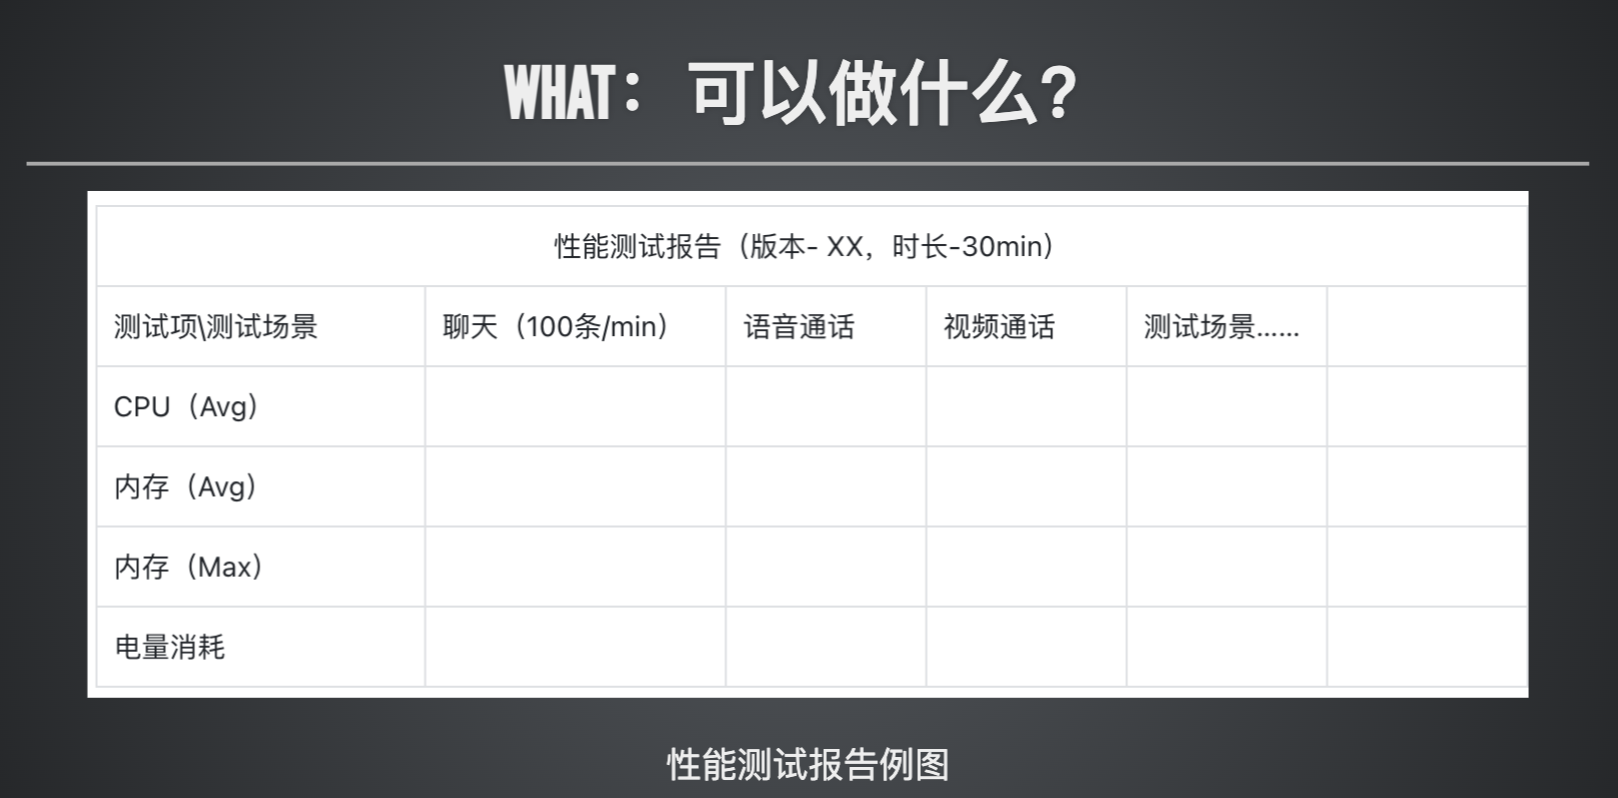 WHAT：可以做什么？
性能测试报告（版本- XX，时长-30min）
测试项\测试场景 聊天（100条/min） 语音通话 视频通话 测试场景……
CPU（Avg）
内存（Avg）
内存（Max）
电量消耗
性能测试报告例图